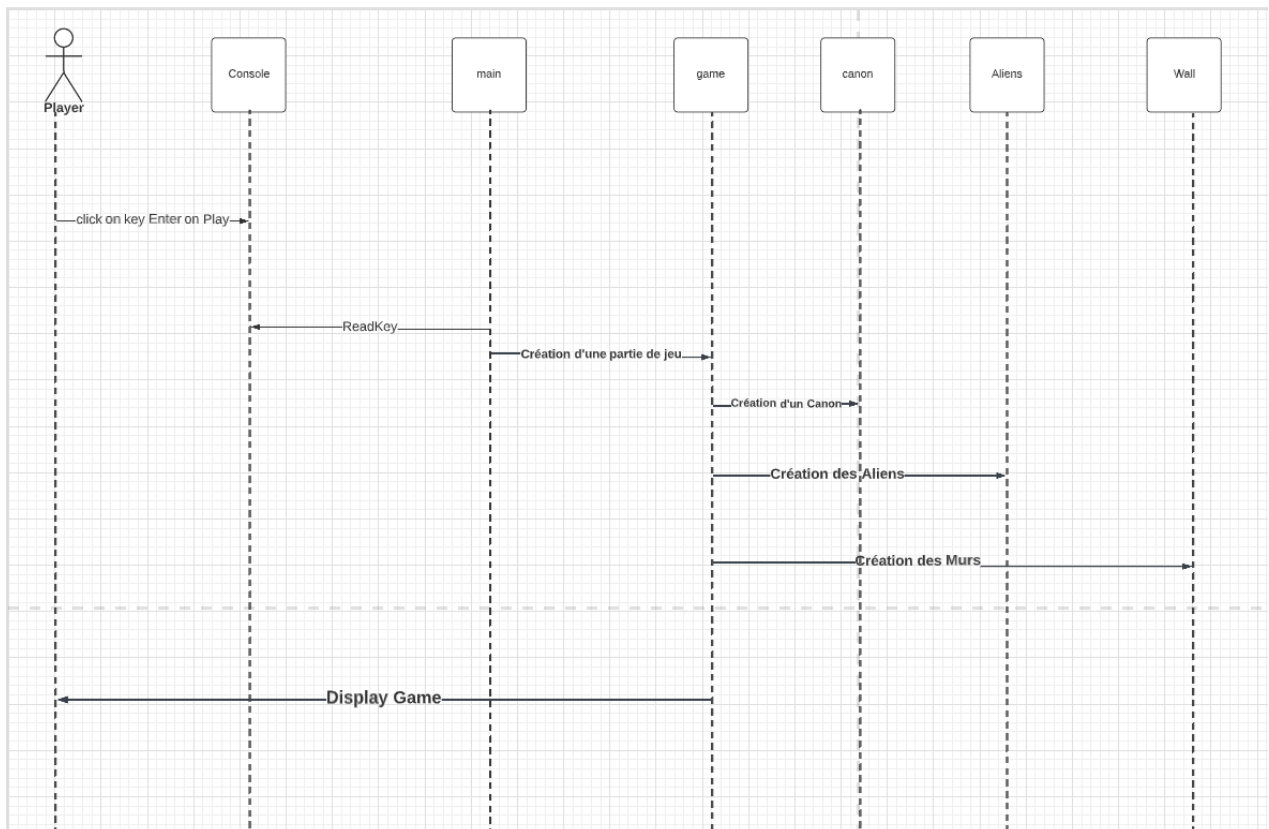 Player
Console
main
game
canon
Aliens
Wall
click on key Enter on Play
ReadKey
Création d'une partie de jeu
Création d'un Canon
Création des Aliens
Création des Murs
Display Game